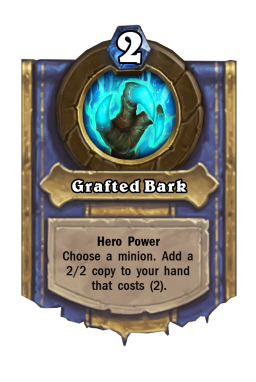 2
Grafted Bark
Hero Power
Choose a minion. Add a
2/2 copy to your hand
that costs (2).